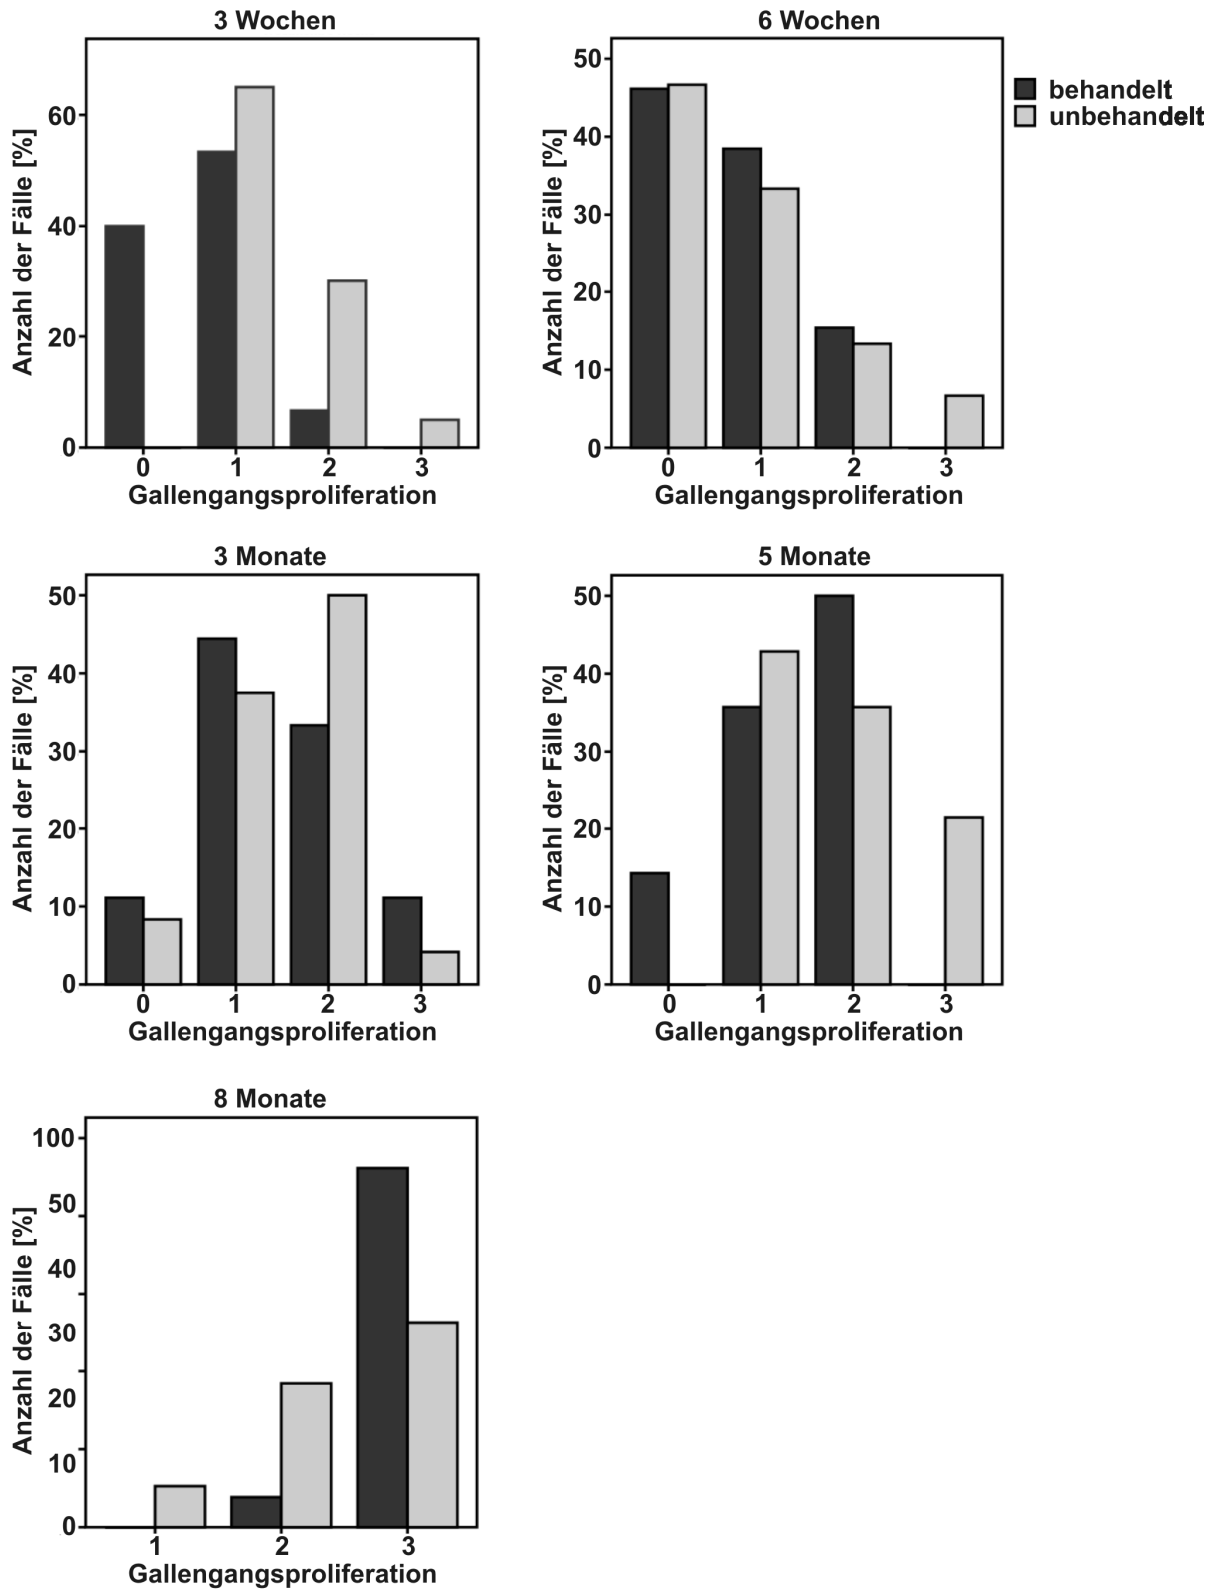 3 Wochen
Anzahl der Fälle [%]
60
40
20
0
0 1 2 3
Gallengangsproliferation
6 Wochen
Anzahl der Fälle [%]
50
40
30
20
10
0
0 1 2 3
Gallengangsproliferation
behandelt
unbehandelt
3 Monate
Anzahl der Fälle [%]
50
40
30
20
10
0
0 1 2 3
Gallengangsproliferation
5 Monate
Anzahl der Fälle [%]
50
40
30
20
10
0
0 1 2 3
Gallengangsproliferation
8 Monate
Anzahl der Fälle [%]
100
50
40
30
20
10
0
1 2 3
Gallengangsproliferation